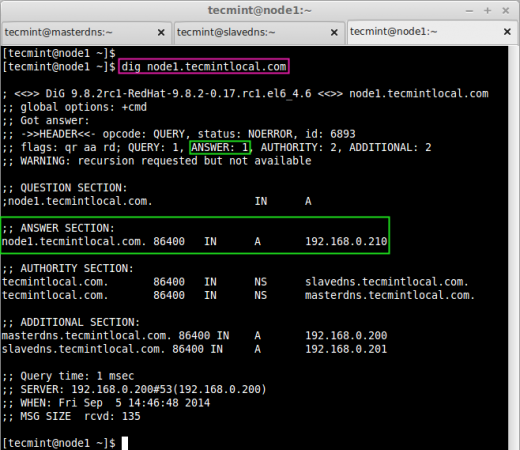 tecmint@node1:~
tecmint@masterdns:~ tecmint@slavedns:~ tecmint@node1:~
[tecmint@node1 ~]$
[tecmint@node1 ~]$ dig node1.tecmintlocal.com
; <<>> DiG 9.8.2rc1-RedHat-9.8.2-0.17.rc1.el6_4.6 <<>> node1.tecmintlocal.com
;; global options: +cmd
;; Got answer:
;; ->>HEADER<<- opcode: QUERY, status: NOERROR, id: 6893
;; flags: qr aa rd; QUERY: 1, ANSWER: 1, AUTHORITY: 2, ADDITIONAL: 2
;; WARNING: recursion requested but not available
;; QUESTION SECTION:
;node1.tecmintlocal.com. IN A
;; ANSWER SECTION:
node1.tecmintlocal.com. 86400 IN A 192.168.0.210
;; AUTHORITY SECTION:
tecmintlocal.com. 86400 IN NS slavedns.tecmintlocal.com.
tecmintlocal.com. 86400 IN NS masterdns.tecmintlocal.com.
;; ADDITIONAL SECTION:
masterdns.tecmintlocal.com. 86400 IN A 192.168.0.200
slavedns.tecmintlocal.com. 86400 IN A 192.168.0.201
;; Query time: 1 msec
;; SERVER: 192.168.0.200#53(192.168.0.200)
;; WHEN: Fri Sep 5 14:46:48 2014
;; MSG SIZE rcvd: 135
[tecmint@node1 ~]$